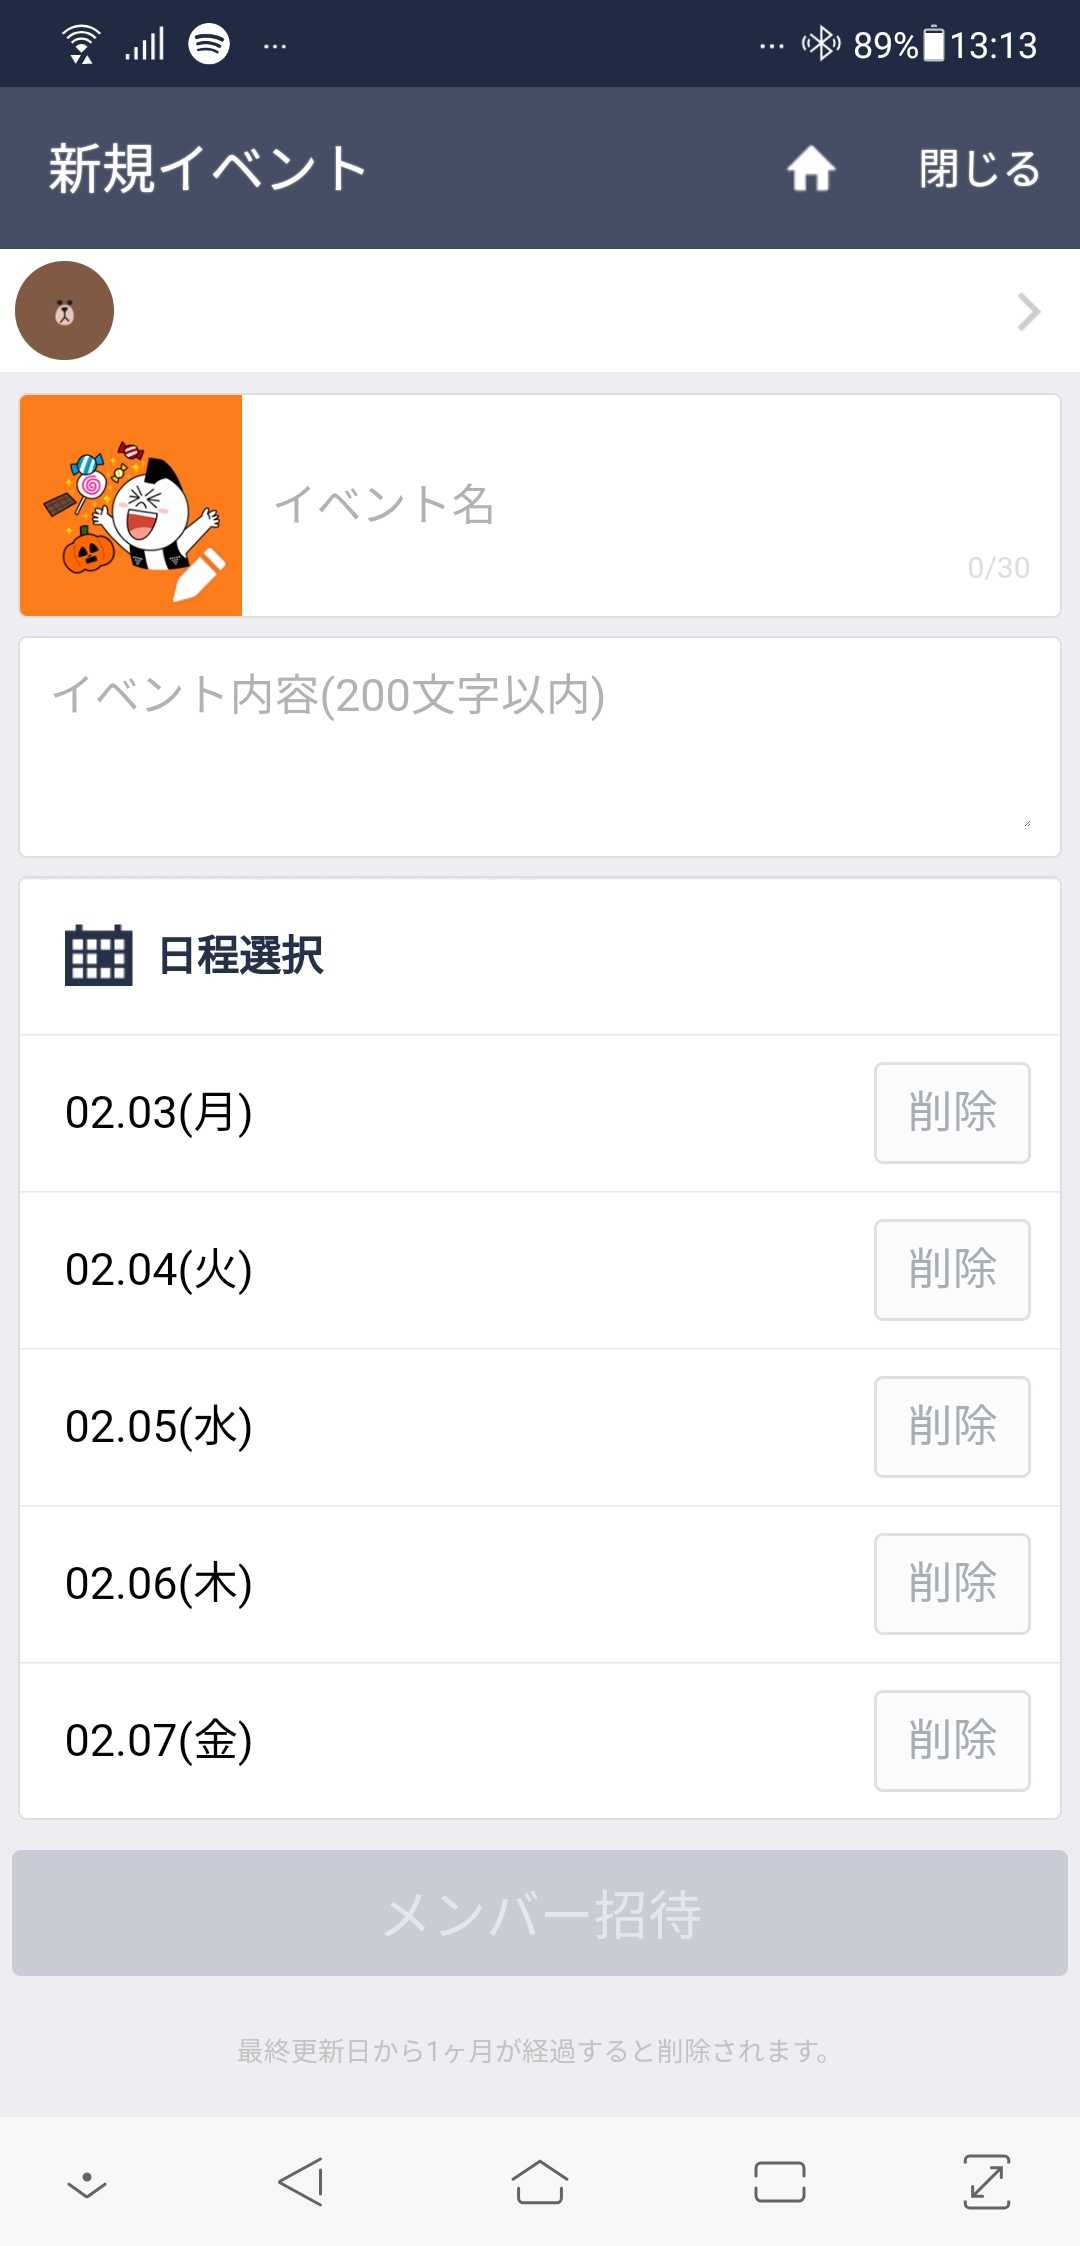 89% 13:13
新規イベント
閉じる
イベント名
0/30
イベント内容(200文字以内)
日程選択
02.03(月)
削除
02.04(火)
削除
02.05(水)
削除
02.06(木)
削除
02.07(金)
削除
メンバー招待
最終更新日から1ヶ月が経過すると削除されます。